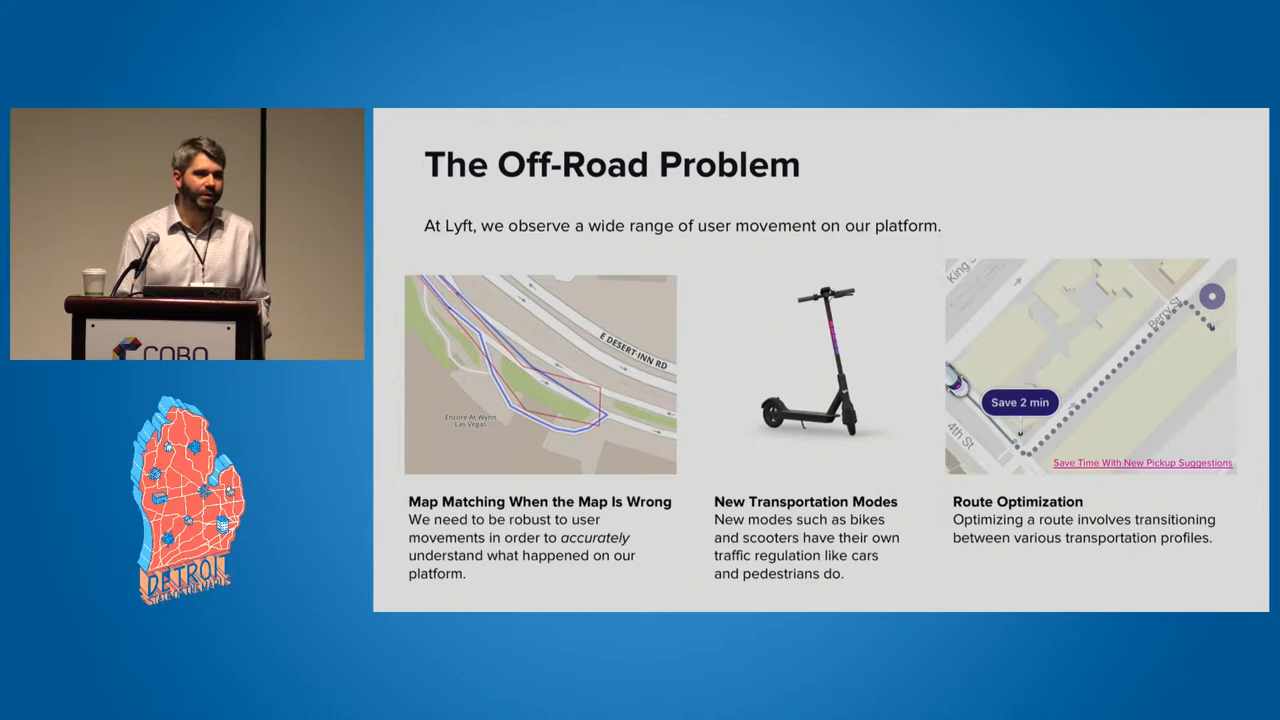 The Off-Road Problem
At Lyft, we observe a wide range of user movement on our platform.
E DESERT INN RD
Encore At Wynn
Las Vegas
King S
Berry St
Save 2 min
4th St
Save Time With New Pickup Suggestions
Map Matching When the Map Is Wrong
We need to be robust to user
movements in order to accurately
understand what happened on our
platform.
New Transportation Modes
New modes such as bikes
and scooters have their own
traffic regulation like cars
and pedestrians do.
Route Optimization
Optimizing a route involves transitioning
between various transportation profiles.
COBO
DETROIT
STATE OF THE MAP US